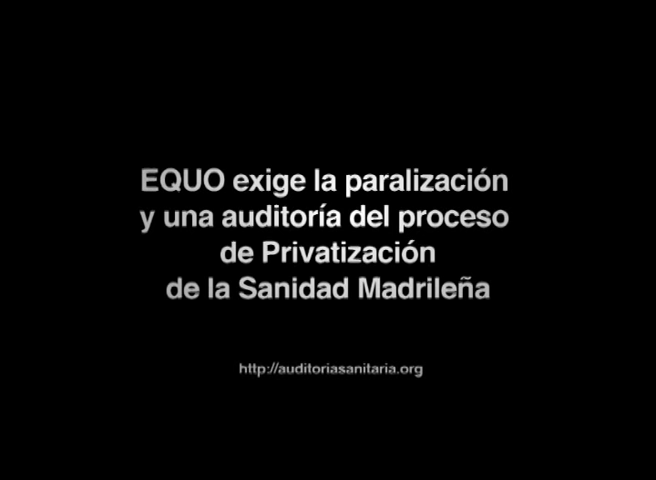 EQUO exige la paralización
y una auditoría del proceso
de Privatización
de la Sanidad Madrileña
http://auditoriasanitaria.org